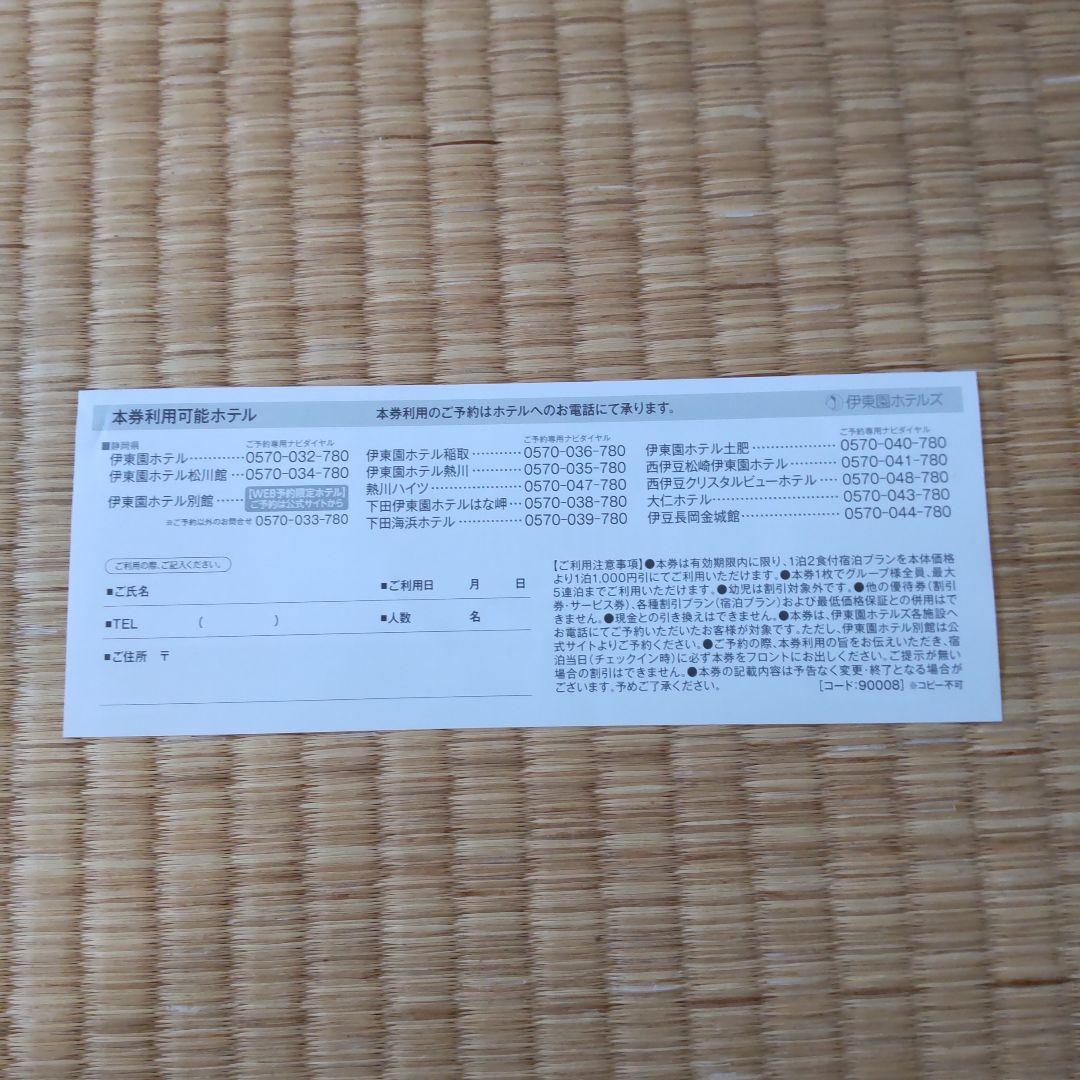 本券利用可能ホテル 本券利用のご予約はホテルへのお電話にて承ります。 伊東園ホテルズ
■静岡県 ご予約専用ナビダイヤル
伊東園ホテル…………0570-032-780
伊東園ホテル松川館…0570-034-780
伊東園ホテル別館……[WEB予約限定ホテル]
ご予約は公式サイトから
※ご予約以外のお問合せ 0570-033-780
ご予約専用ナビダイヤル
伊東園ホテル稲取…………0570-036-780
伊東園ホテル熱川…………0570-035-780
熱川ハイツ…………………0570-047-780
下田伊東園ホテルはな岬…0570-038-780
下田海浜ホテル……………0570-039-780
ご予約専用ナビダイヤル
伊東園ホテル土肥…………………0570-040-780
西伊豆松崎伊東園ホテル…………0570-041-780
西伊豆クリスタルビューホテル……0570-048-780
大仁ホテル…………………………0570-043-780
伊豆長岡金城館……………………0570-044-780
ご利用の際、ご記入ください。
■ご氏名 ■ご利用日 月 日
■TEL ( ) ■人数 名
■ご住所 〒
【ご利用注意事項】●本券は有効期限内に限り、1泊2食付宿泊プランを本体価格
より1泊1,000円引にてご利用いただけます。●本券1枚でグループ様全員、最大
5連泊までご利用いただけます。●幼児は割引対象外です。●他の優待券(割引
券・サービス券)、各種割引プラン(宿泊プラン)および最低価格保証との併用はで
きません。●現金との引き換えはできません。●本券は、伊東園ホテルズ各施設へ
お電話にてご予約いただいたお客様が対象です。ただし、伊東園ホテル別館は公
式サイトよりご予約ください。●ご予約の際、本券利用の旨をお伝えいただき、宿
泊当日(チェックイン時)に必ず本券をフロントにお出しください。ご提示が無い
場合の割引はできません。●本券の記載内容は予告なく変更・終了となる場合が
ございます。予めご了承ください。 [コード:90008] ※コピー不可